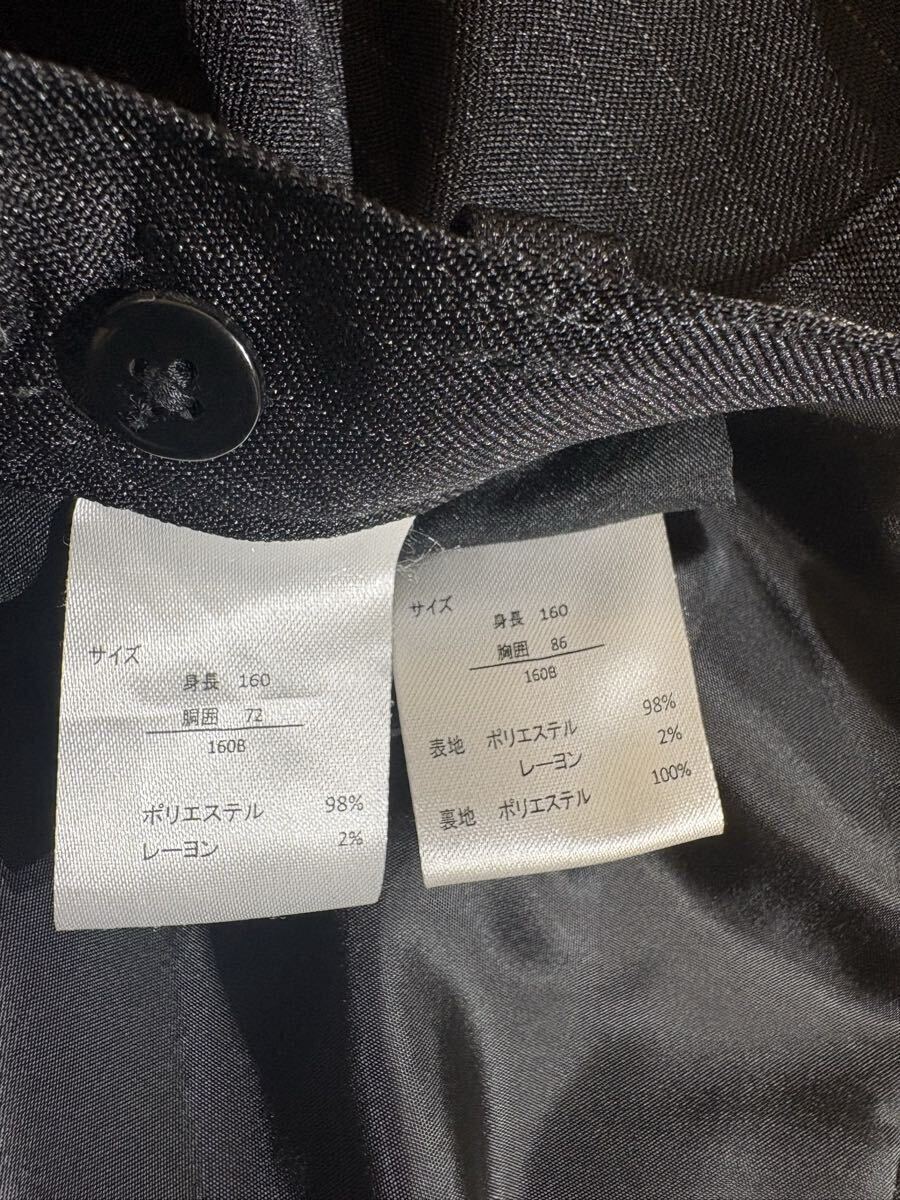 サイズ
身長 160
胴囲 72
160B
ポリエステル 98%
レーヨン 2%
サイズ
身長 160
胸囲 86
160B
表地 ポリエステル 98%
レーヨン 2%
裏地 ポリエステル 100%